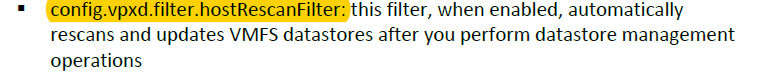 ▪ config.vpxd.filter.hostRescanFilter: this filter, when enabled, automatically
rescans and updates VMFS datastores after you perform datastore management
operations